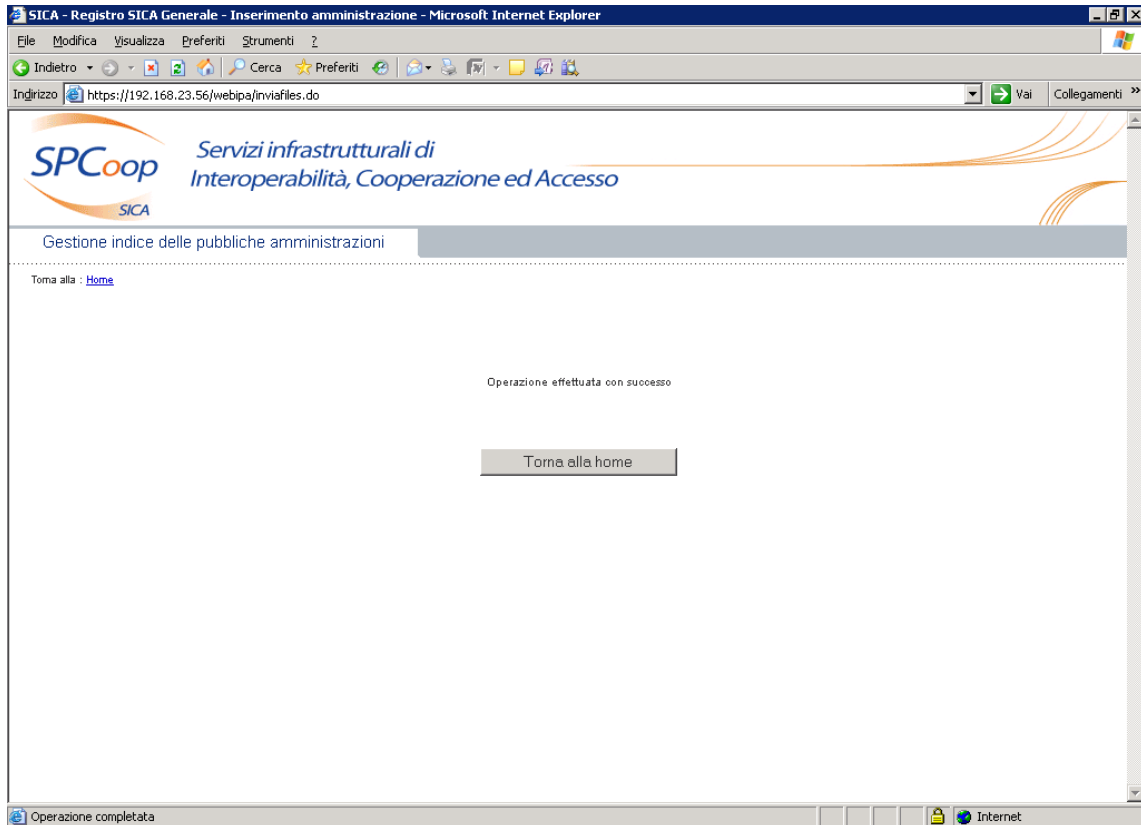 SICA - Registro SICA Generale - Inserimento amministrazione - Microsoft Internet Explorer
File Modifica Visualizza Preferiti Strumenti ?
Indietro Cerca Preferiti
Indirizzo https://192.168.23.56/webipa/inviafiles.do Vai Collegamenti »
SPCoop
SICA
Servizi infrastrutturali di
Interoperabilità, Cooperazione ed Accesso
Gestione indice delle pubbliche amministrazioni
Torna alla : Home
Operazione effettuata con successo
Torna alla home
Operazione completata Internet